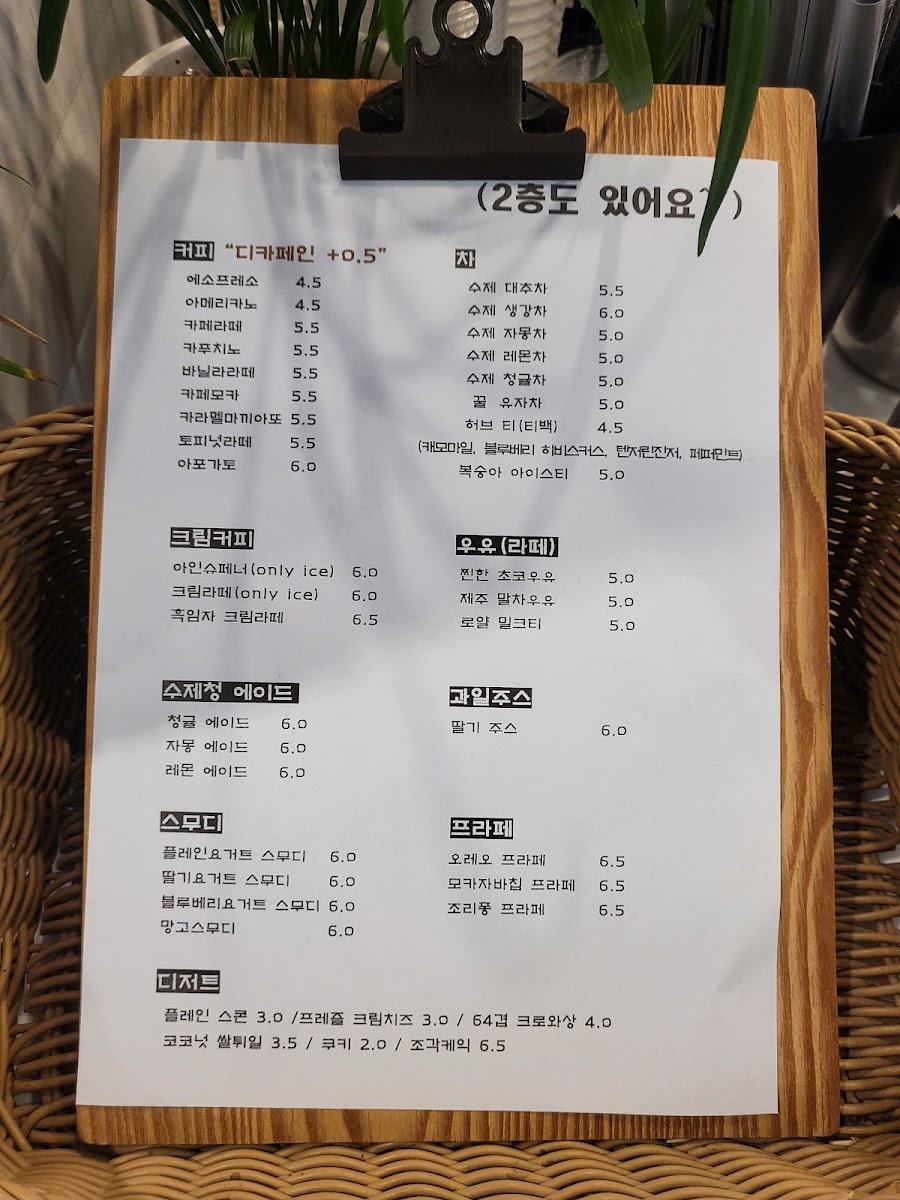 (2층도 있어요~)
커피 "디카페인 +0.5"
에소프레소 4.5
아메리카노 4.5
카페라떼 5.5
카푸치노 5.5
바닐라라떼 5.5
카페모카 5.5
카라멜마끼아또 5.5
토피넛라떼 5.5
아포가토 6.0
차
수제 대추차 5.5
수제 생강차 6.0
수제 자몽차 5.0
수제 레몬차 5.0
수제 청귤차 5.0
꿀 유자차 5.0
허브 티(티백) 4.5
(캐모마일, 블루베리 히비스커스, 탠저린진저, 페퍼민트)
복숭아 아이스티 5.0
크림커피
아인슈페너(only ice) 6.0
크림라떼(only ice) 6.0
흑임자 크림라떼 6.5
우유(라떼)
찐한 초코우유 5.0
제주 말차우유 5.0
로얄 밀크티 5.0
수제청 에이드
청귤 에이드 6.0
자몽 에이드 6.0
레몬 에이드 6.0
과일주스
딸기 주스 6.0
스무디
플레인요거트 스무디 6.0
딸기요거트 스무디 6.0
블루베리요거트 스무디 6.0
망고스무디 6.0
프라페
오레오 프라페 6.5
모카자바칩 프라페 6.5
조리퐁 프라페 6.5
디저트
플레인 스콘 3.0 /프레즐 크림치즈 3.0 / 64겹 크로와상 4.0
코코넛 쌀튀일 3.5 / 쿠키 2.0 / 조각케익 6.5